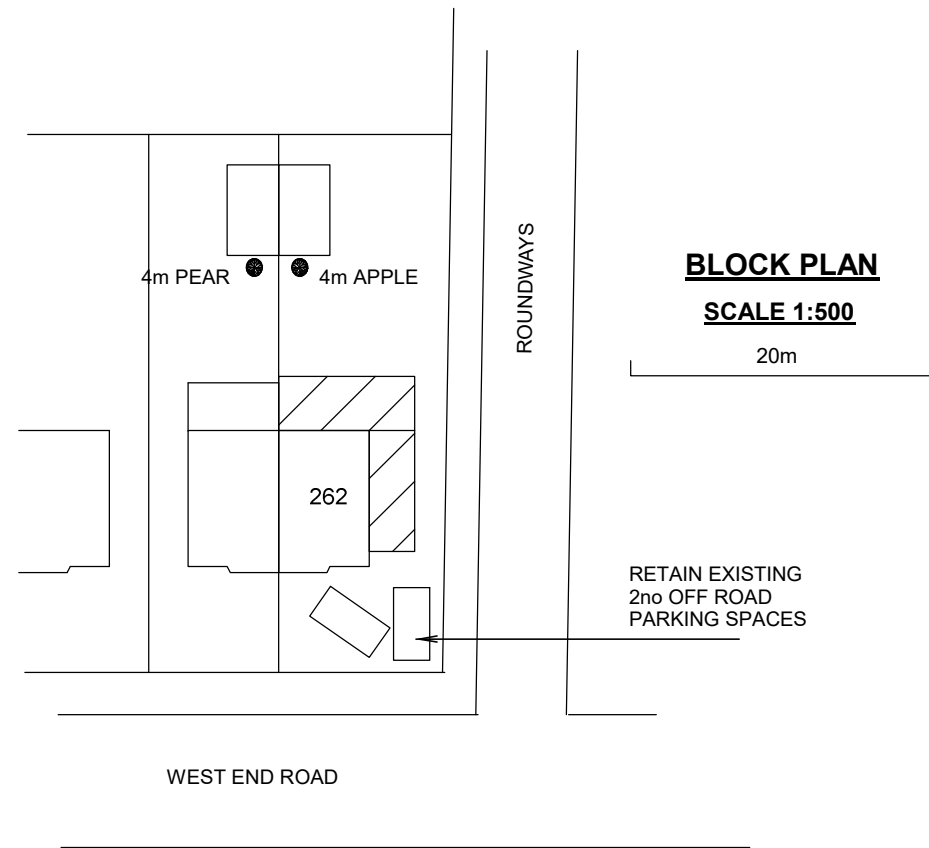 4m PEAR
4m APPLE
ROUNDWAYS
BLOCK PLAN
SCALE 1:500
20m
262
RETAIN EXISTING
2no OFF ROAD
PARKING SPACES
WEST END ROAD